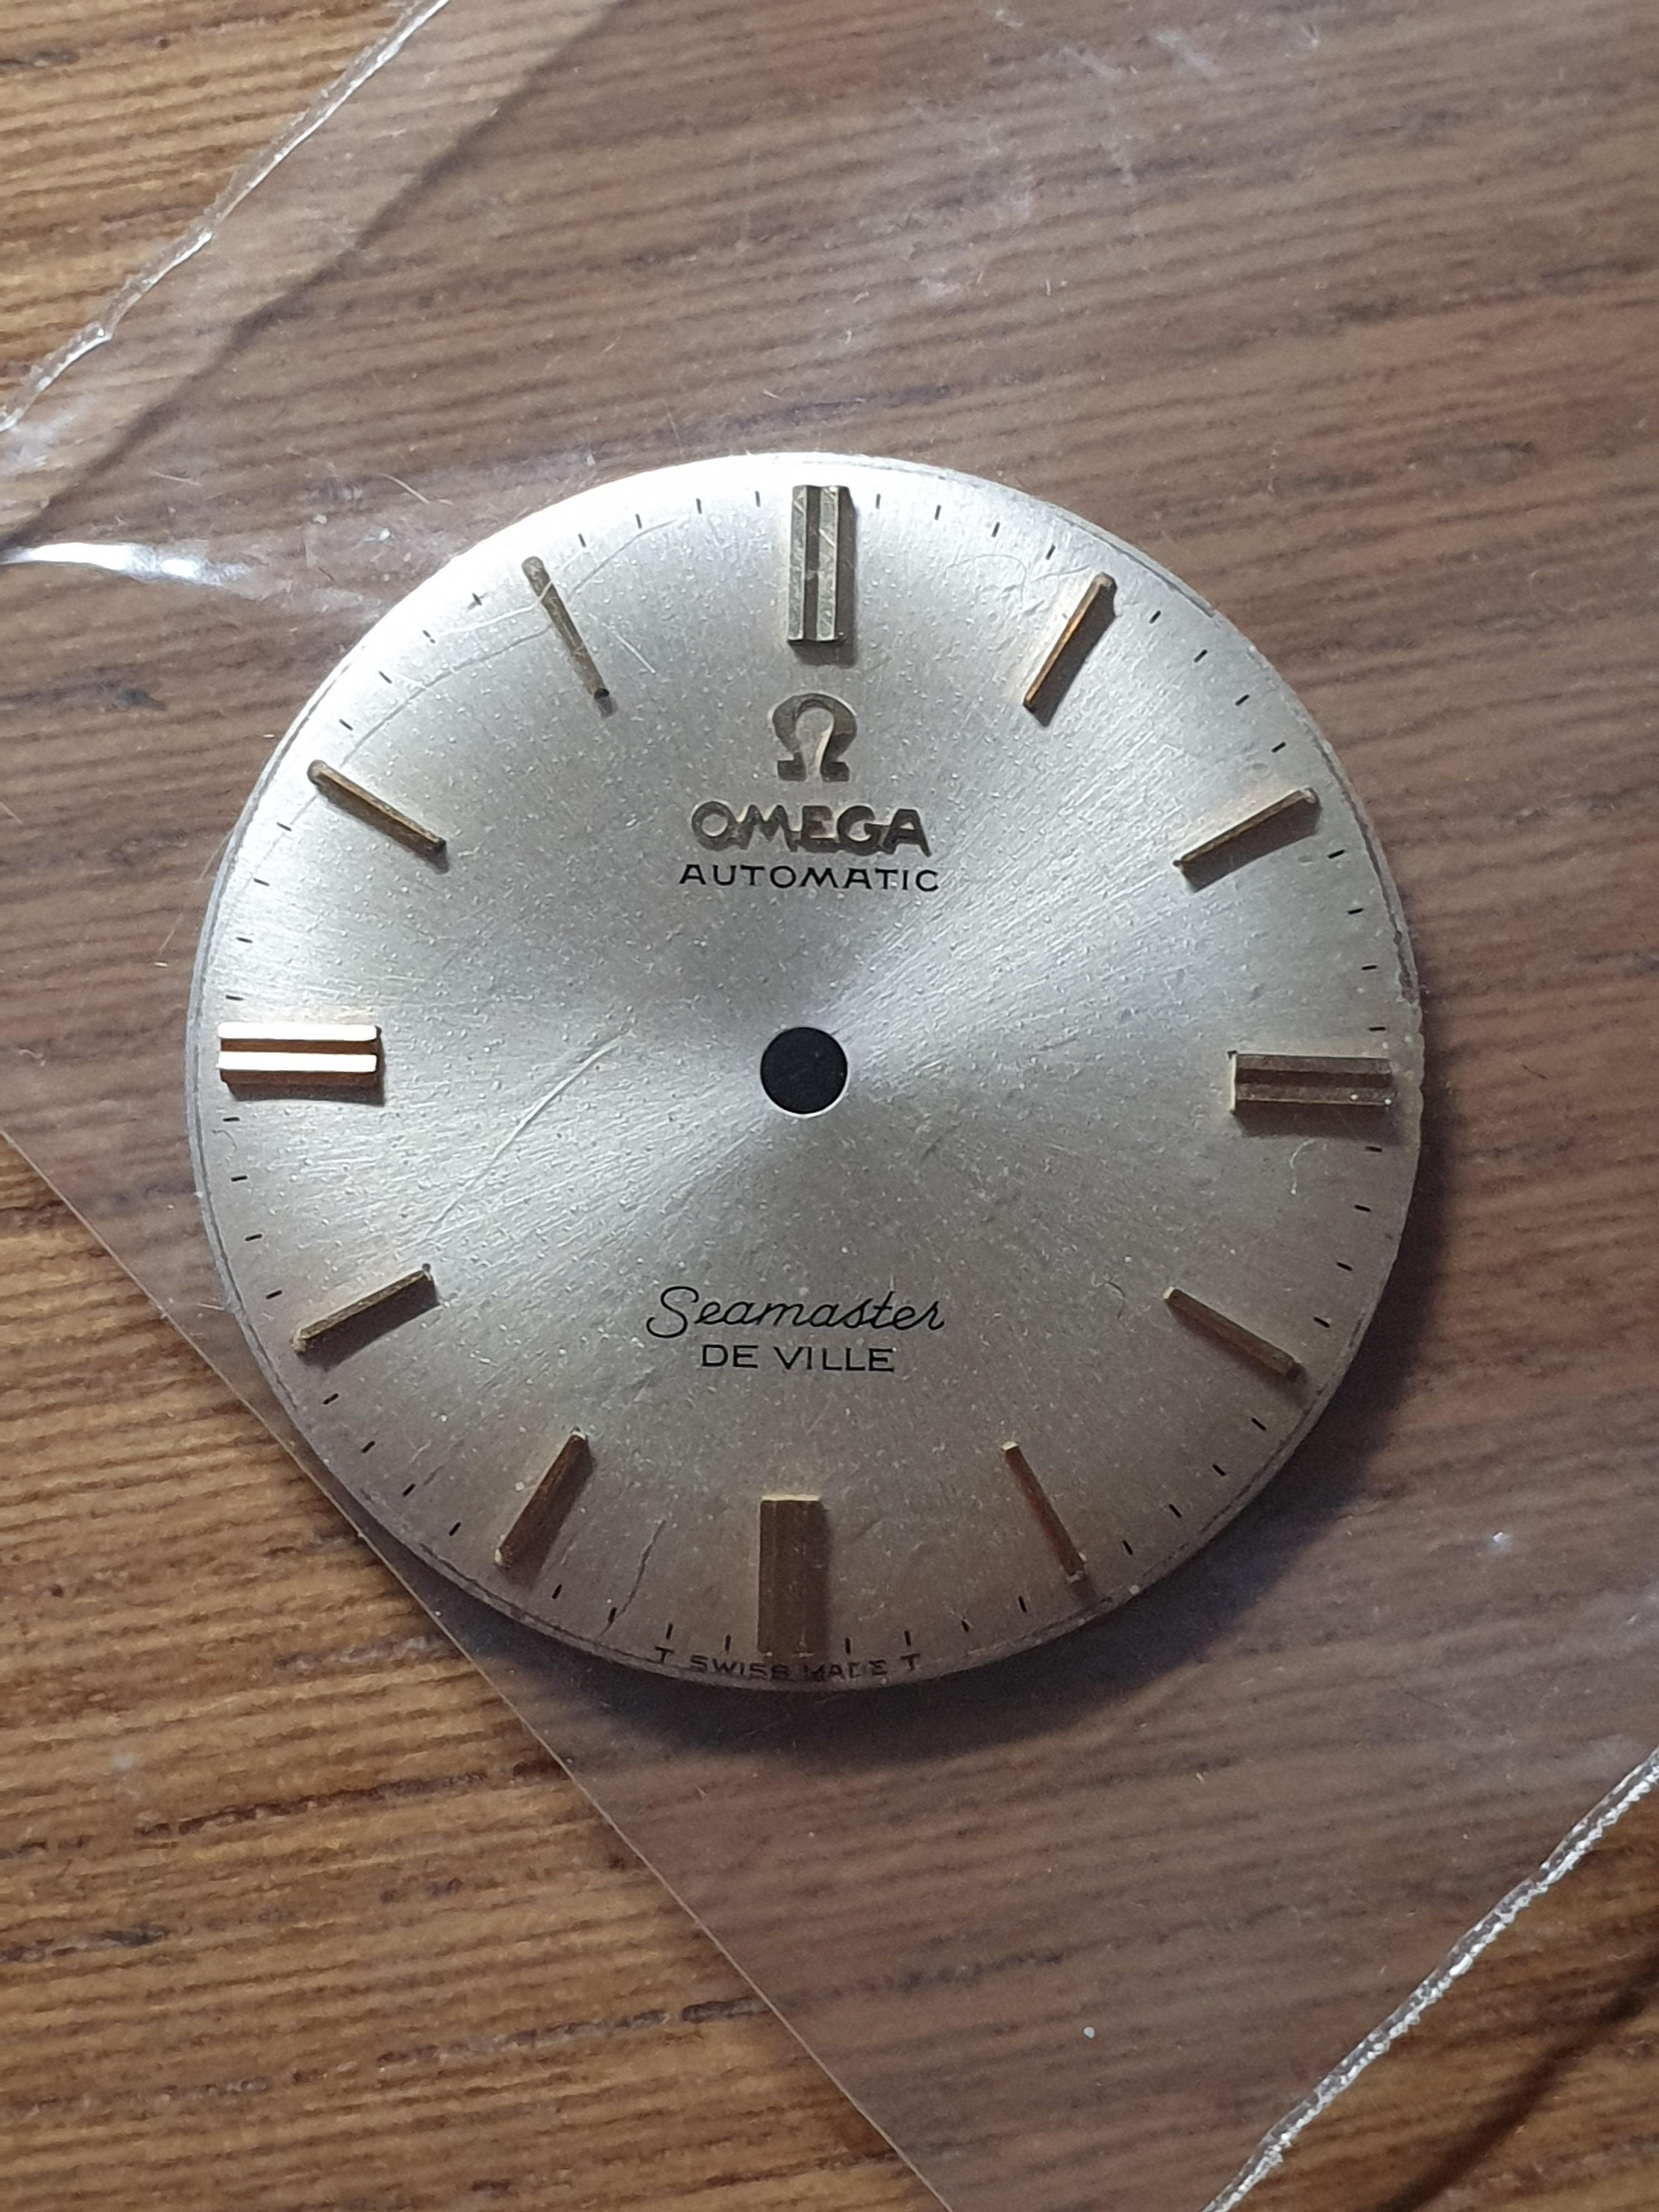 Ω
OMEGA
AUTOMATIC
Seamaster
DE VILLE
T SWISS MADE T